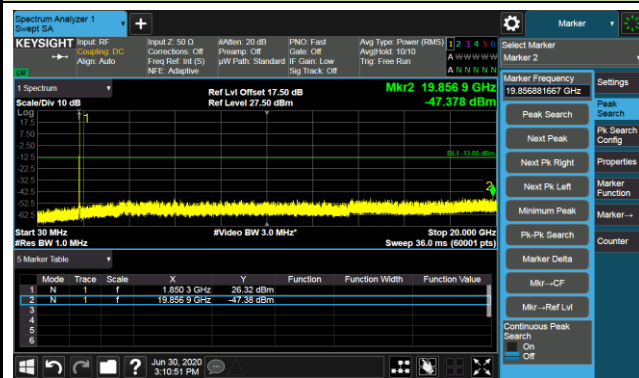 Spectrum Analyzer 1
Swept SA
+
Marker
KEYSIGHT
Input: RF
Coupling: DC
Align: Auto
Input Z: 50 Ω
Corrections: Off
Freq Ref: Int (S)
NFE: Adaptive
#Atten: 20 dB
Preamp: Off
µW Path: Standard
PNO: Fast
Gate: Off
IF Gain: Low
Sig Track: Off
Avg Type: Power (RMS)
Avg|Hold: 10/10
Trig: Free Run
1 2 3 4 5 6
A W W W W W
A N N N N N
Select Marker
Marker 2
1 Spectrum
Scale/Div 10 dB
Ref Lvl Offset 17.50 dB
Ref Level 27.50 dBm
Mkr2 19.856 9 GHz
-47.378 dBm
Log
17.5
7.50
-2.50
-12.5
-22.5
-32.5
-42.5
-52.5
-62.5
1
DL1 -13.00 dBm
2
Start 30 MHz
#Video BW 3.0 MHz*
Stop 20.000 GHz
#Res BW 1.0 MHz
Sweep 36.0 ms (60001 pts)
5 Marker Table
Mode Trace Scale X Y Function Function Width Function Value
1 N 1 f 1.850 3 GHz 26.32 dBm
2 N 1 f 19.856 9 GHz -47.38 dBm
3
4
5
6
Marker Frequency
19.856881667 GHz
Peak Search
Next Peak
Next Pk Right
Next Pk Left
Minimum Peak
Pk-Pk Search
Marker Delta
Mkr→CF
Mkr→Ref Lvl
Continuous Peak
Search
On
Off
Settings
Peak
Search
Pk Search
Config
Properties
Marker
Function
Marker→
Counter
?
Jun 30, 2020
3:10:51 PM